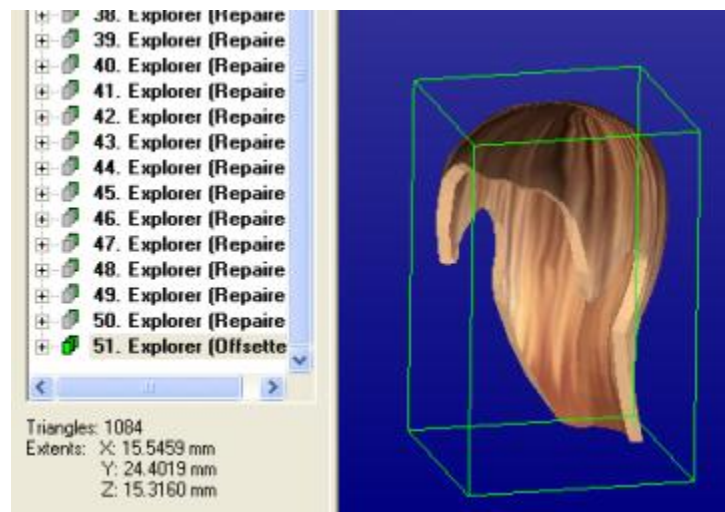 38. Explorer (Repaire
39. Explorer (Repaire
40. Explorer (Repaire
41. Explorer (Repaire
42. Explorer (Repaire
43. Explorer (Repaire
44. Explorer (Repaire
45. Explorer (Repaire
46. Explorer (Repaire
47. Explorer (Repaire
48. Explorer (Repaire
49. Explorer (Repaire
50. Explorer (Repaire
51. Explorer (Offsette
Triangles: 1084
Extents: X: 15.5459 mm
Y: 24.4019 mm
Z: 15.3160 mm